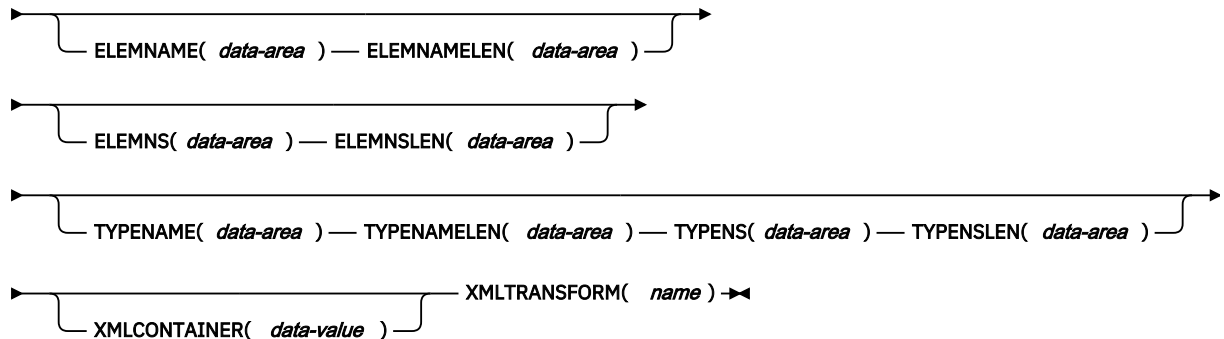 ELEMNAME( data-area ) — ELEMNAMELEN( data-area )
ELEMNS( data-area ) — ELEMNSLEN( data-area )
TYPENAME( data-area ) — TYPENAMELEN( data-area ) — TYPENS( data-area ) — TYPENSLEN( data-area )
XMLTRANSFORM( name )
XMLCONTAINER( data-value )